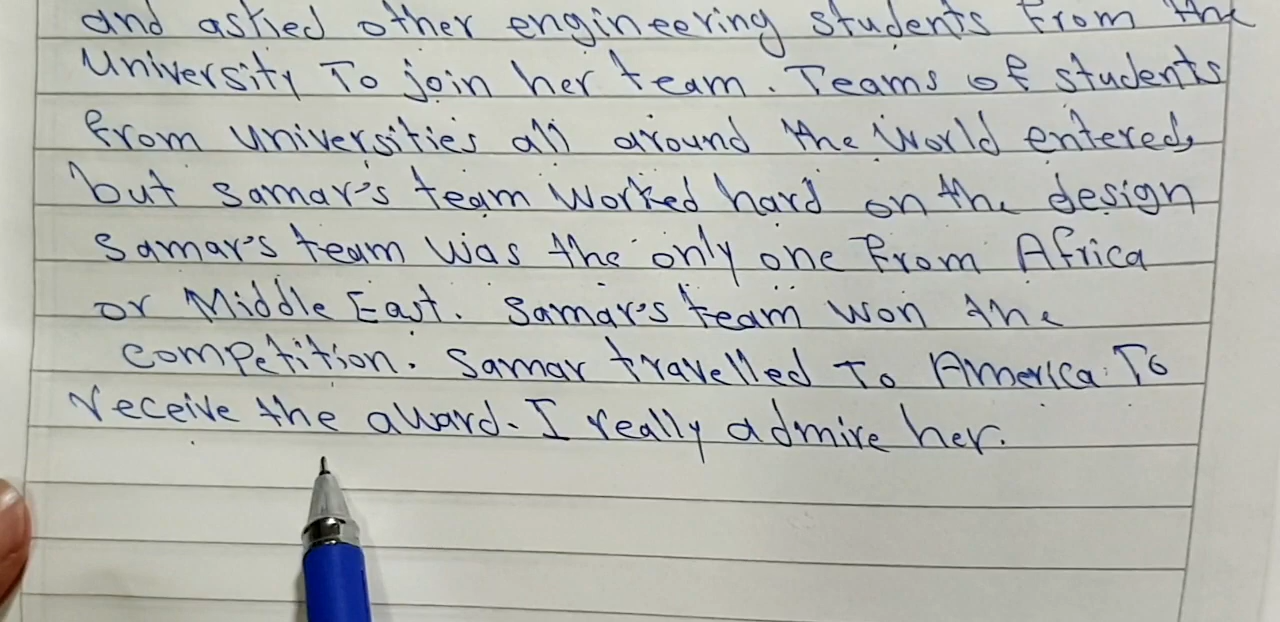 and asked other engineering students from the
University To join her team. Teams of students
from universities all around the world entered,
but Samar's team worked hard on the design
Samar's team was the only one from Africa
or Middle East. Samar's team won the
competition. Samar travelled To America To
receive the award. I really admire her.